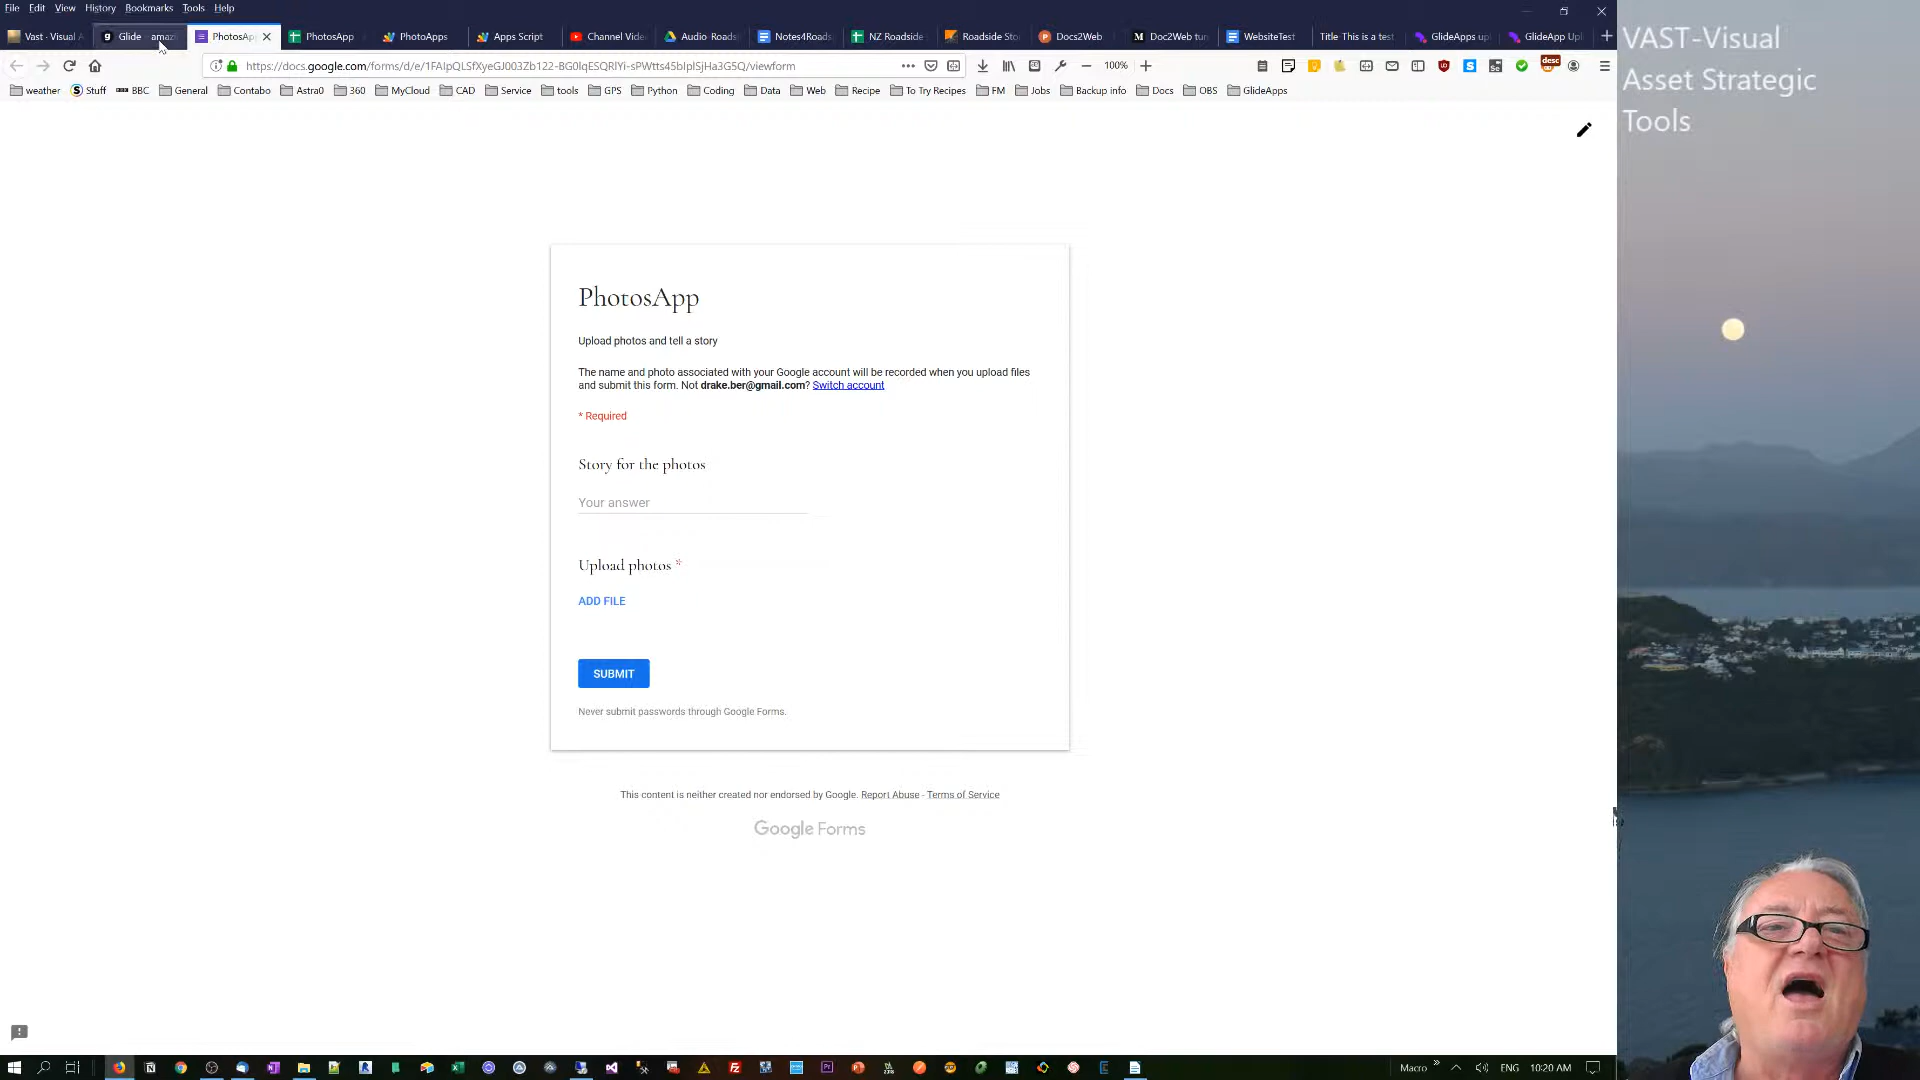 File Edit View History Bookmarks Tools Help
Vast - Visual A Glide - amazi PhotosApp PhotosApp PhotoApps Apps Script Channel Vide Audio Roads Notes4Roads NZ Roadside Roadside Sto Docs2Web Doc2Web tun WebsiteTest Title This is a test GlideApps up GlideApp Upl
https://docs.google.com/forms/d/e/1FAIpQLSfXyeGJ003Zb122-BG0lqESQRlYi-sPWtts45bIplSjHa3G5Q/viewform 100%
weather Stuff BBC General Contabo Astra0 360 MyCloud CAD Service tools GPS Python Coding Data Web Recipe To Try Recipes FM Jobs Backup info Docs OBS GlideApps
VAST-Visual
Asset Strategic
Tools
PhotosApp
Upload photos and tell a story
The name and photo associated with your Google account will be recorded when you upload files
and submit this form. Not drake.ber@gmail.com? Switch account
* Required
Story for the photos
Your answer
Upload photos *
ADD FILE
SUBMIT
Never submit passwords through Google Forms.
This content is neither created nor endorsed by Google. Report Abuse - Terms of Service
Google Forms
Macro ENG 10:20 AM